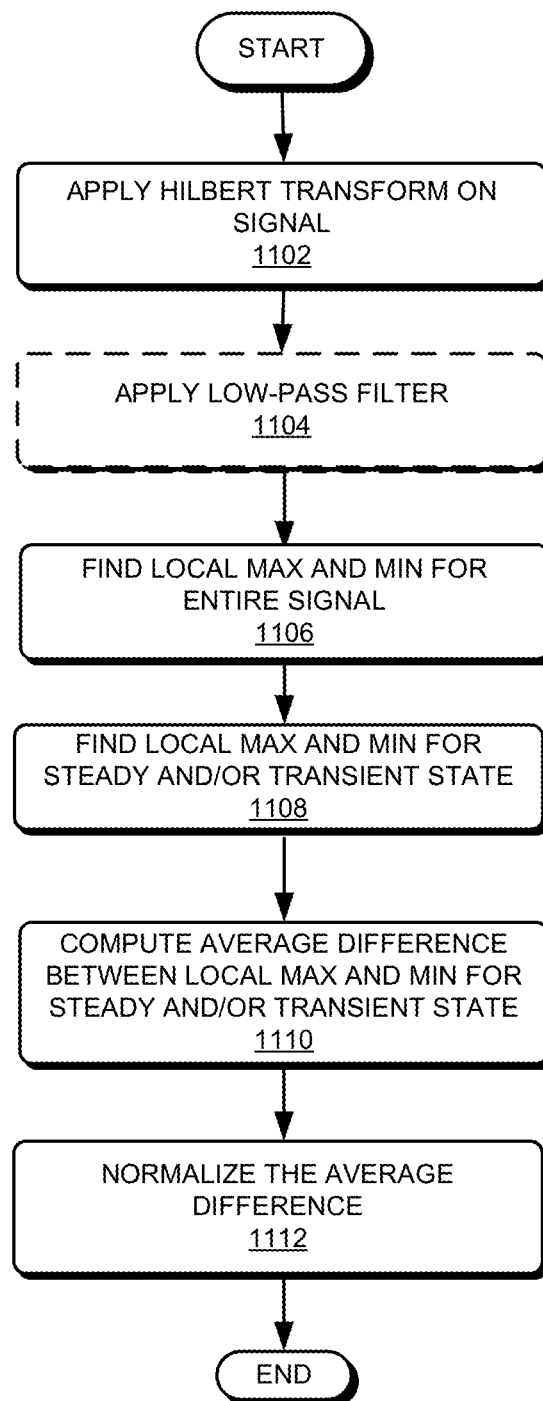 START
APPLY HILBERT TRANSFORM ON
SIGNAL
1102
APPLY LOW-PASS FILTER
1104
FIND LOCAL MAX AND MIN FOR
ENTIRE SIGNAL
1106
FIND LOCAL MAX AND MIN FOR
STEADY AND/OR TRANSIENT STATE
1108
COMPUTE AVERAGE DIFFERENCE
BETWEEN LOCAL MAX AND MIN FOR
STEADY AND/OR TRANSIENT STATE
1110
NORMALIZE THE AVERAGE
DIFFERENCE
1112
END